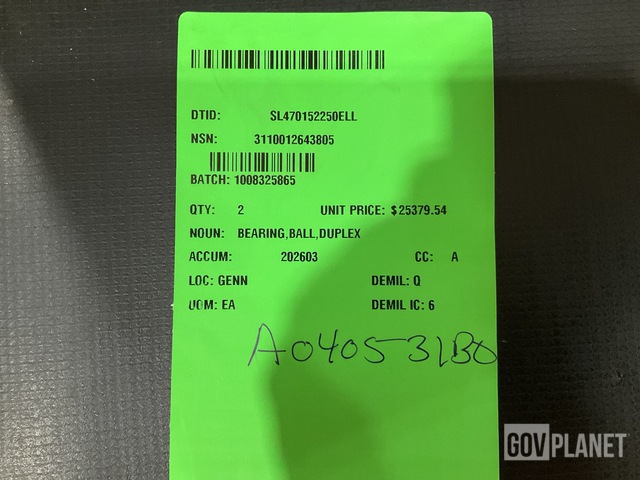 DTID: SL470152250ELL
NSN: 3110012643805
BATCH: 1008325865
QTY: 2 UNIT PRICE: $25379.54
NOUN: BEARING,BALL,DUPLEX
ACCUM: 202603 CC: A
LOC: GENN DEMIL: Q
UOM: EA DEMIL IC: 6
GOVPLANET